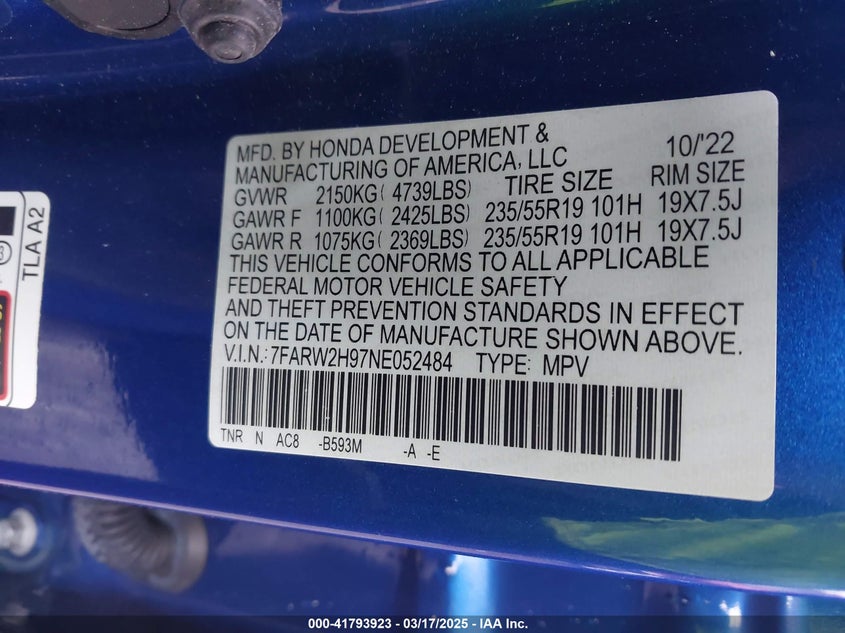 MFD. BY HONDA DEVELOPMENT &
MANUFACTURING OF AMERICA, LLC 10/'22
GVWR 2150KG( 4739LBS) TIRE SIZE RIM SIZE
GAWR F 1100KG( 2425LBS) 235/55R19 101H 19X7.5J
GAWR R 1075KG( 2369LBS) 235/55R19 101H 19X7.5J
THIS VEHICLE CONFORMS TO ALL APPLICABLE
FEDERAL MOTOR VEHICLE SAFETY
AND THEFT PREVENTION STANDARDS IN EFFECT
ON THE DATE OF MANUFACTURE SHOWN ABOVE.
V.I.N.: 7FARW2H97NE052484 TYPE: MPV
TNR N AC8 -B593M -A -E
TLA A2
000-41793923 / 03/17/2025 - IAA Inc.